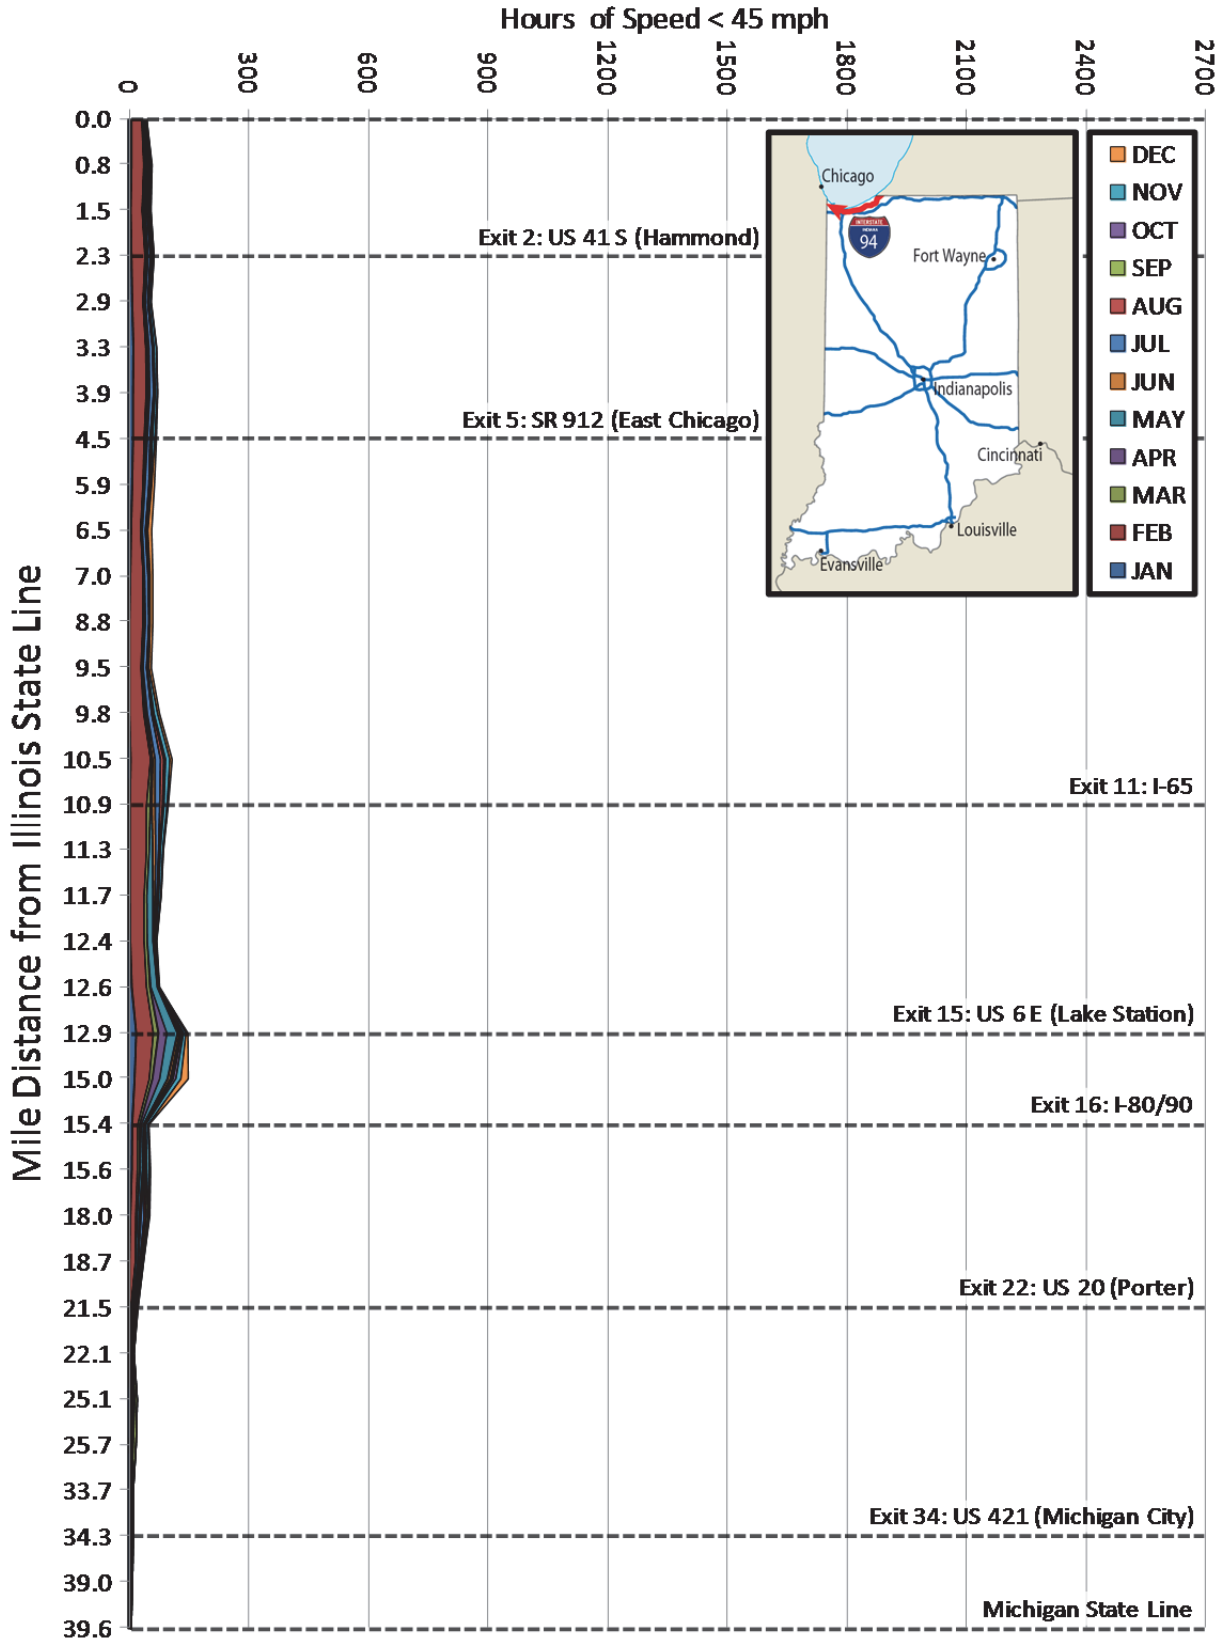 Hours of Speed < 45 mph
0
300
600
900
1200
1500
1800
2100
2400
2700
Mile Distance from Illinois State Line
0.0
0.8
1.5
2.3
2.9
3.3
3.9
4.5
5.9
6.5
7.0
8.8
9.5
9.8
10.5
10.9
11.3
11.7
12.4
12.6
12.9
15.0
15.4
15.6
18.0
18.7
21.5
22.1
25.1
25.7
33.7
34.3
39.0
39.6
Exit 2: US 41 S (Hammond)
Exit 5: SR 912 (East Chicago)
Exit 11: I-65
Exit 15: US 6 E (Lake Station)
Exit 16: I-80/90
Exit 22: US 20 (Porter)
Exit 34: US 421 (Michigan City)
Michigan State Line
Chicago
INTERSTATE
INDIANA
94
Fort Wayne
Indianapolis
Cincinnati
Louisville
Evansville
DEC
NOV
OCT
SEP
AUG
JUL
JUN
MAY
APR
MAR
FEB
JAN